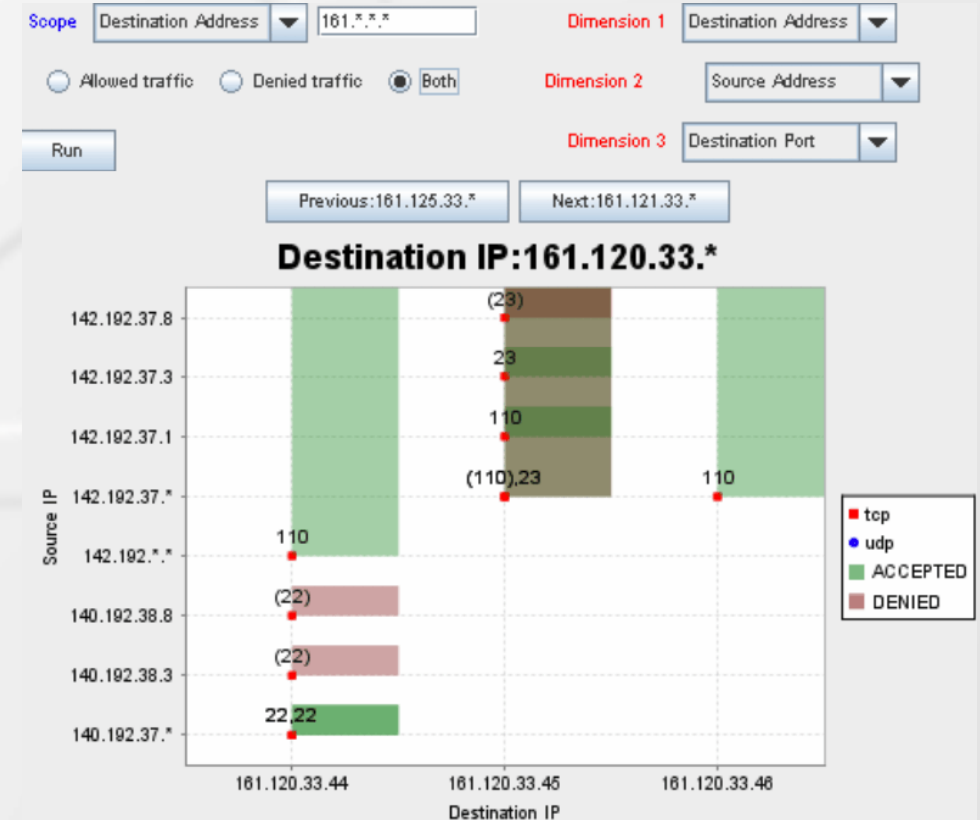 Scope Destination Address 161.*.*.* Dimension 1 Destination Address
Allowed traffic Denied traffic Both Dimension 2 Source Address
Run Dimension 3 Destination Port
Previous:161.125.33.* Next:161.121.33.*
Destination IP:161.120.33.*
(23)
142.192.37.8
23
142.192.37.3
110
142.192.37.1
(110),23 110
142.192.37.*
110
142.192.*.*
(22)
140.192.38.8
(22)
140.192.38.3
22,22
140.192.37.*
Source IP
tcp
udp
ACCEPTED
DENIED
161.120.33.44 161.120.33.45 161.120.33.46
Destination IP